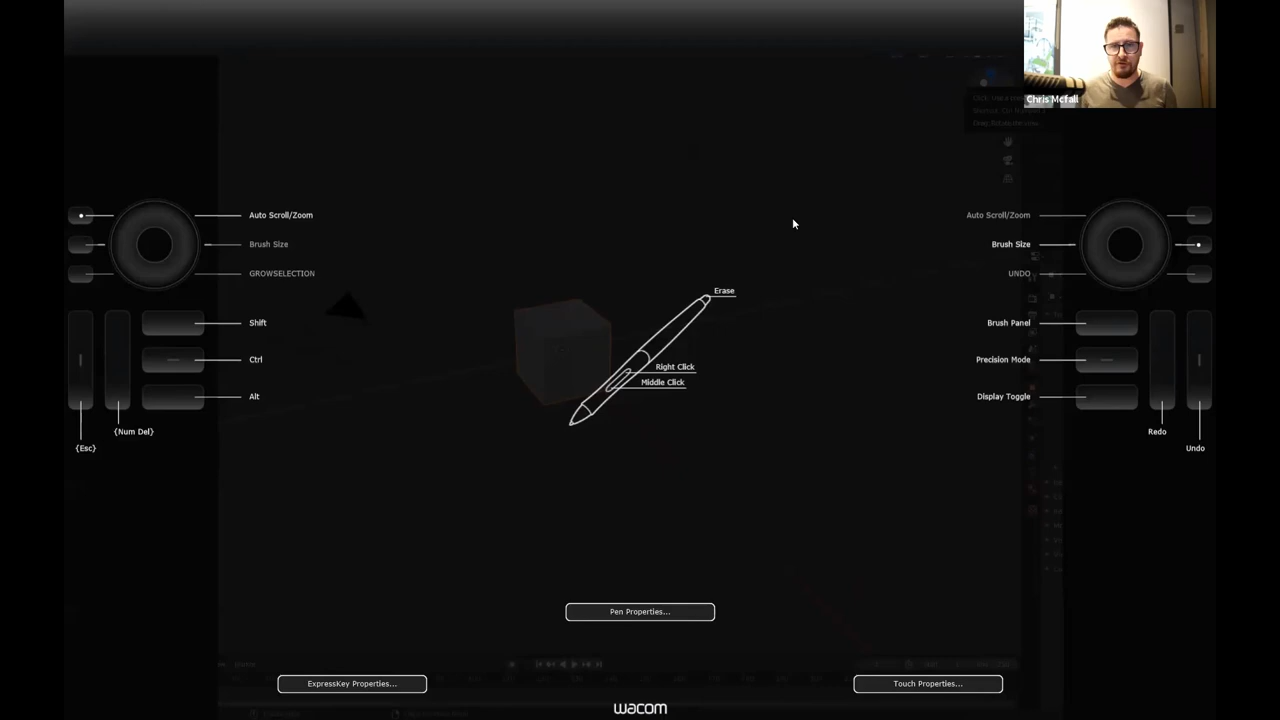 Chris Mcfall
Auto Scroll/Zoom
Brush Size
GROWSELECTION
Shift
Ctrl
Alt
{Num Del}
{Esc}
Erase
Right Click
Middle Click
Auto Scroll/Zoom
Brush Size
UNDO
Brush Panel
Precision Mode
Display Toggle
Redo
Undo
Pen Properties...
ExpressKey Properties...
Touch Properties...
wacom